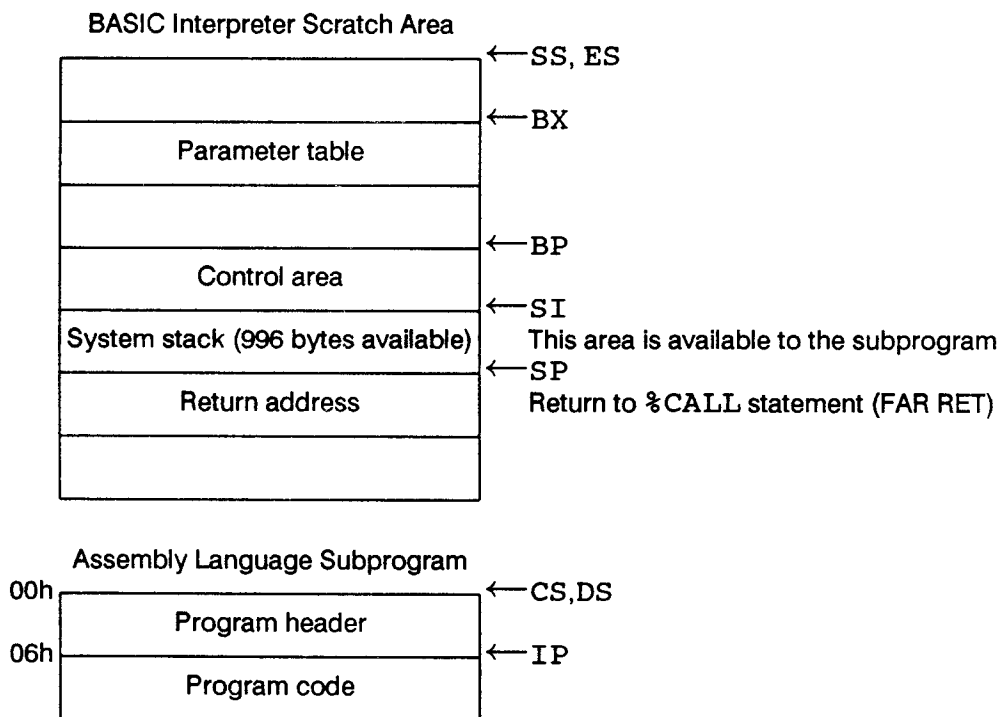 BASIC Interpreter Scratch Area
←SS, ES
←BX
Parameter table
←BP
Control area
←SI
System stack (996 bytes available) This area is available to the subprogram
←SP
Return address Return to %CALL statement (FAR RET)
Assembly Language Subprogram
00h ←CS,DS
Program header
06h ←IP
Program code